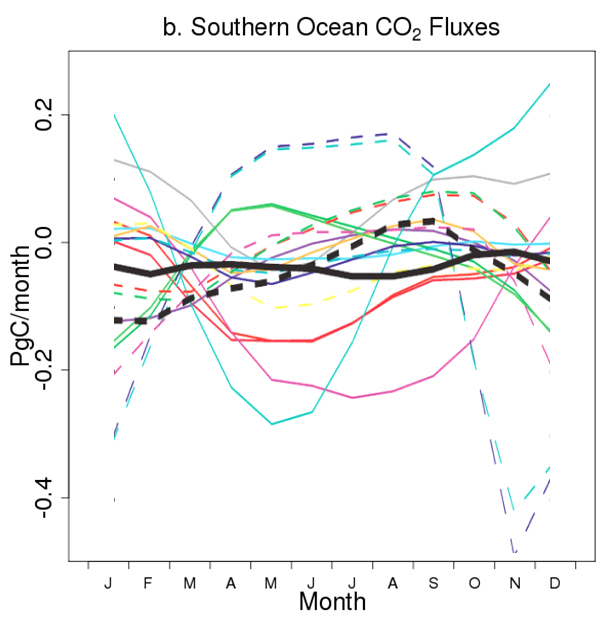 b. Southern Ocean CO₂ Fluxes
PgC/month
0.2
0.0
-0.2
-0.4
J F M A M J J A S O N D
Month